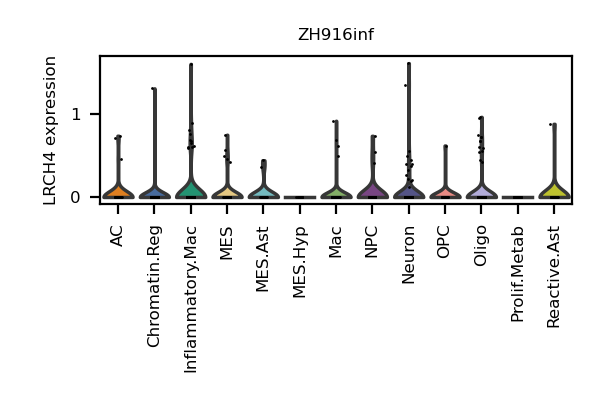 ZH916inf
LRCH4 expression
1
0
AC
Chromatin.Reg
Inflammatory.Mac
MES
MES.Ast
MES.Hyp
Mac
NPC
Neuron
OPC
Oligo
Prolif.Metab
Reactive.Ast